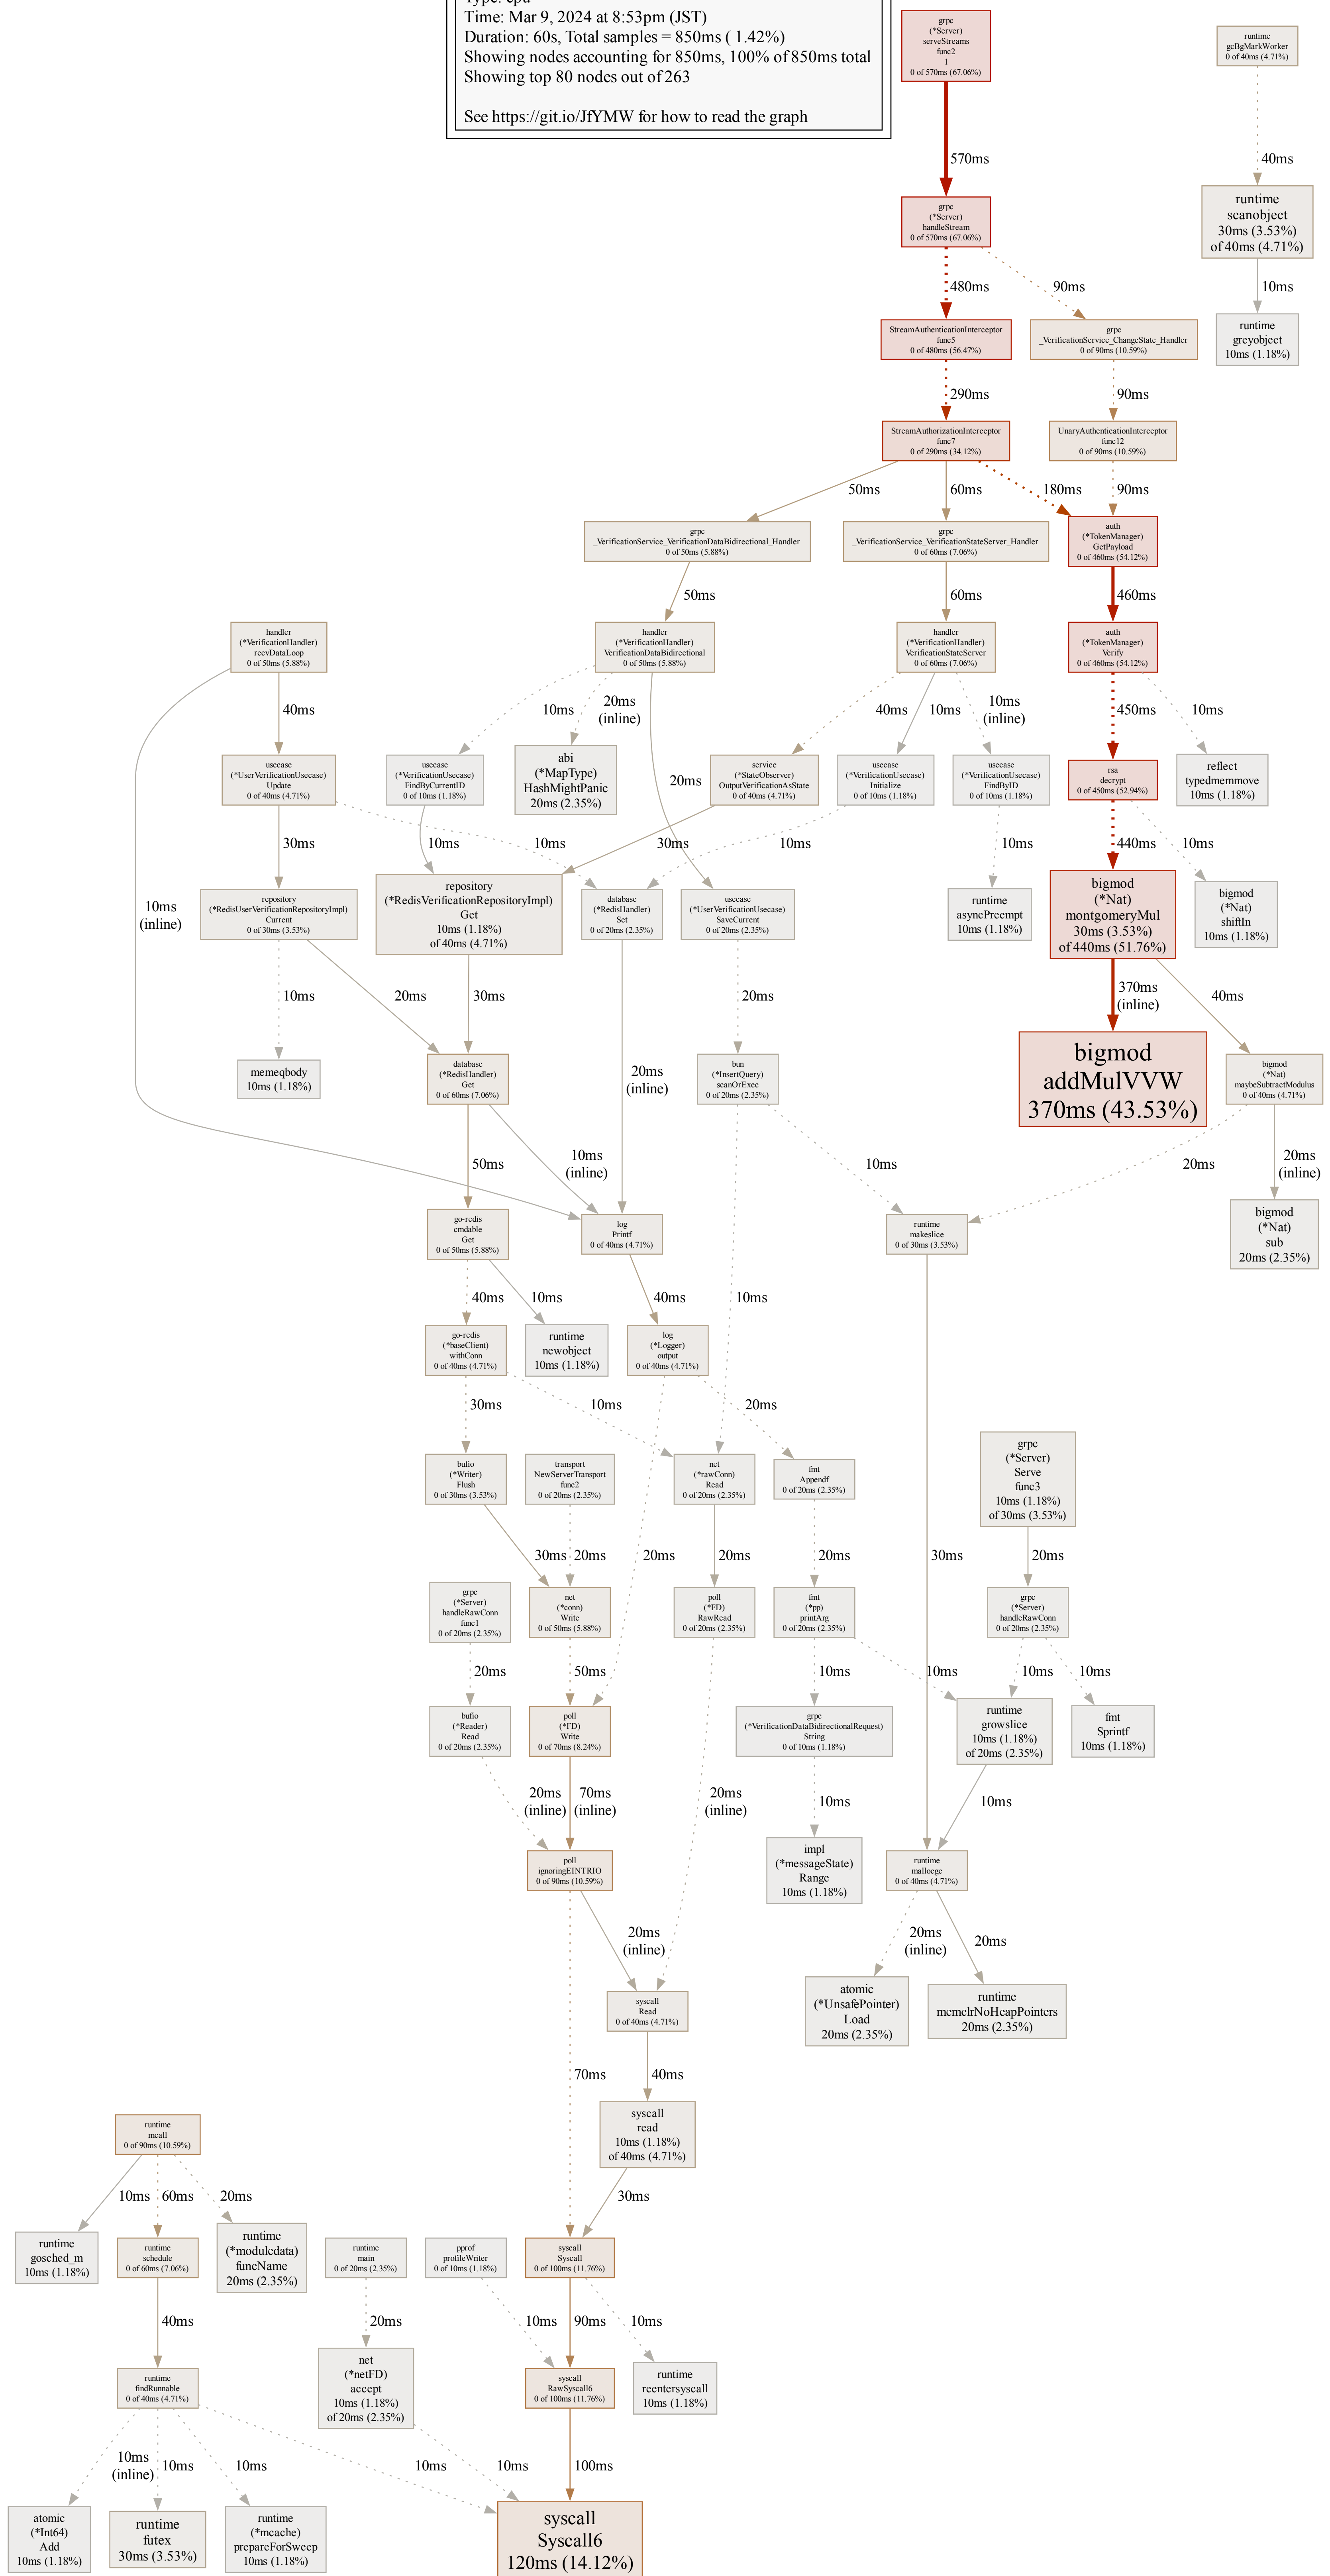 Type: cpu
Time: Mar 9, 2024 at 8:53pm (JST)
Duration: 60s, Total samples = 850ms ( 1.42%)
Showing nodes accounting for 850ms, 100% of 850ms total
Showing top 80 nodes out of 263
See https://git.io/JfYMW for how to read the graph
grpc
(*Server)
serveStreams
func2
1
0 of 570ms (67.06%)
runtime
gcBgMarkWorker
0 of 40ms (4.71%)
570ms
40ms
grpc
(*Server)
handleStream
0 of 570ms (67.06%)
runtime
scanobject
30ms (3.53%)
of 40ms (4.71%)
480ms
90ms
10ms
StreamAuthenticationInterceptor
func5
0 of 480ms (56.47%)
grpc
_VerificationService_ChangeState_Handler
0 of 90ms (10.59%)
runtime
greyobject
10ms (1.18%)
290ms
90ms
StreamAuthorizationInterceptor
func7
0 of 290ms (34.12%)
UnaryAuthenticationInterceptor
func12
0 of 90ms (10.59%)
50ms
60ms
180ms
90ms
grpc
_VerificationService_VerificationDataBidirectional_Handler
0 of 50ms (5.88%)
grpc
_VerificationService_VerificationStateServer_Handler
0 of 60ms (7.06%)
auth
(*TokenManager)
GetPayload
0 of 460ms (54.12%)
50ms
60ms
460ms
handler
(*VerificationHandler)
recvDataLoop
0 of 50ms (5.88%)
handler
(*VerificationHandler)
VerificationDataBidirectional
0 of 50ms (5.88%)
handler
(*VerificationHandler)
VerificationStateServer
0 of 60ms (7.06%)
auth
(*TokenManager)
Verify
0 of 460ms (54.12%)
40ms
10ms
20ms
(inline)
20ms
40ms
10ms
10ms
(inline)
450ms
10ms
usecase
(*UserVerificationUsecase)
Update
0 of 40ms (4.71%)
usecase
(*VerificationUsecase)
FindByCurrentID
0 of 10ms (1.18%)
abi
(*MapType)
HashMightPanic
20ms (2.35%)
service
(*StateObserver)
OutputVerificationAsState
0 of 40ms (4.71%)
usecase
(*VerificationUsecase)
Initialize
0 of 10ms (1.18%)
usecase
(*VerificationUsecase)
FindByID
0 of 10ms (1.18%)
rsa
decrypt
0 of 450ms (52.94%)
reflect
typedmemmove
10ms (1.18%)
30ms
10ms
10ms
30ms
10ms
10ms
440ms
10ms
10ms
(inline)
repository
(*RedisUserVerificationRepositoryImpl)
Current
0 of 30ms (3.53%)
repository
(*RedisVerificationRepositoryImpl)
Get
10ms (1.18%)
of 40ms (4.71%)
database
(*RedisHandler)
Set
0 of 20ms (2.35%)
usecase
(*UserVerificationUsecase)
SaveCurrent
0 of 20ms (2.35%)
runtime
asyncPreempt
10ms (1.18%)
bigmod
(*Nat)
montgomeryMul
30ms (3.53%)
of 440ms (51.76%)
bigmod
(*Nat)
shiftIn
10ms (1.18%)
10ms
20ms
30ms
20ms
(inline)
20ms
370ms
(inline)
40ms
memeqbody
10ms (1.18%)
database
(*RedisHandler)
Get
0 of 60ms (7.06%)
bun
(*InsertQuery)
scanOrExec
0 of 20ms (2.35%)
bigmod
addMulVVW
370ms (43.53%)
bigmod
(*Nat)
maybeSubtractModulus
0 of 40ms (4.71%)
50ms
10ms
(inline)
10ms
20ms
20ms
(inline)
go-redis
cmdable
Get
0 of 50ms (5.88%)
log
Printf
0 of 40ms (4.71%)
runtime
makeslice
0 of 30ms (3.53%)
bigmod
(*Nat)
sub
20ms (2.35%)
40ms
10ms
40ms
10ms
go-redis
(*baseClient)
withConn
0 of 40ms (4.71%)
runtime
newobject
10ms (1.18%)
log
(*Logger)
output
0 of 40ms (4.71%)
30ms
10ms
20ms
bufio
(*Writer)
Flush
0 of 30ms (3.53%)
transport
NewServerTransport
func2
0 of 20ms (2.35%)
net
(*rawConn)
Read
0 of 20ms (2.35%)
fmt
Appendf
0 of 20ms (2.35%)
grpc
(*Server)
Serve
func3
10ms (1.18%)
of 30ms (3.53%)
30ms
20ms
20ms
20ms
20ms
30ms
20ms
grpc
(*Server)
handleRawConn
func1
0 of 20ms (2.35%)
net
(*conn)
Write
0 of 50ms (5.88%)
poll
(*FD)
RawRead
0 of 20ms (2.35%)
fmt
(*pp)
printArg
0 of 20ms (2.35%)
grpc
(*Server)
handleRawConn
0 of 20ms (2.35%)
20ms
50ms
10ms
10ms
10ms
10ms
bufio
(*Reader)
Read
0 of 20ms (2.35%)
poll
(*FD)
Write
0 of 70ms (8.24%)
grpc
(*VerificationDataBidirectionalRequest)
String
0 of 10ms (1.18%)
runtime
growslice
10ms (1.18%)
of 20ms (2.35%)
fmt
Sprintf
10ms (1.18%)
20ms
(inline)
70ms
(inline)
20ms
(inline)
10ms
10ms
poll
ignoringEINTRIO
0 of 90ms (10.59%)
impl
(*messageState)
Range
10ms (1.18%)
runtime
mallocgc
0 of 40ms (4.71%)
20ms
(inline)
20ms
(inline)
20ms
syscall
Read
0 of 40ms (4.71%)
atomic
(*UnsafePointer)
Load
20ms (2.35%)
runtime
memclrNoHeapPointers
20ms (2.35%)
70ms
40ms
runtime
mcall
0 of 90ms (10.59%)
syscall
read
10ms (1.18%)
of 40ms (4.71%)
10ms
60ms
20ms
30ms
runtime
gosched_m
10ms (1.18%)
runtime
schedule
0 of 60ms (7.06%)
runtime
(*moduledata)
funcName
20ms (2.35%)
runtime
main
0 of 20ms (2.35%)
pprof
profileWriter
0 of 10ms (1.18%)
syscall
Syscall
0 of 100ms (11.76%)
40ms
20ms
10ms
90ms
10ms
runtime
findRunnable
0 of 40ms (4.71%)
net
(*netFD)
accept
10ms (1.18%)
of 20ms (2.35%)
syscall
RawSyscall6
0 of 100ms (11.76%)
runtime
reentersyscall
10ms (1.18%)
10ms
(inline)
10ms
10ms
10ms
10ms
100ms
atomic
(*Int64)
Add
10ms (1.18%)
runtime
futex
30ms (3.53%)
runtime
(*mcache)
prepareForSweep
10ms (1.18%)
syscall
Syscall6
120ms (14.12%)